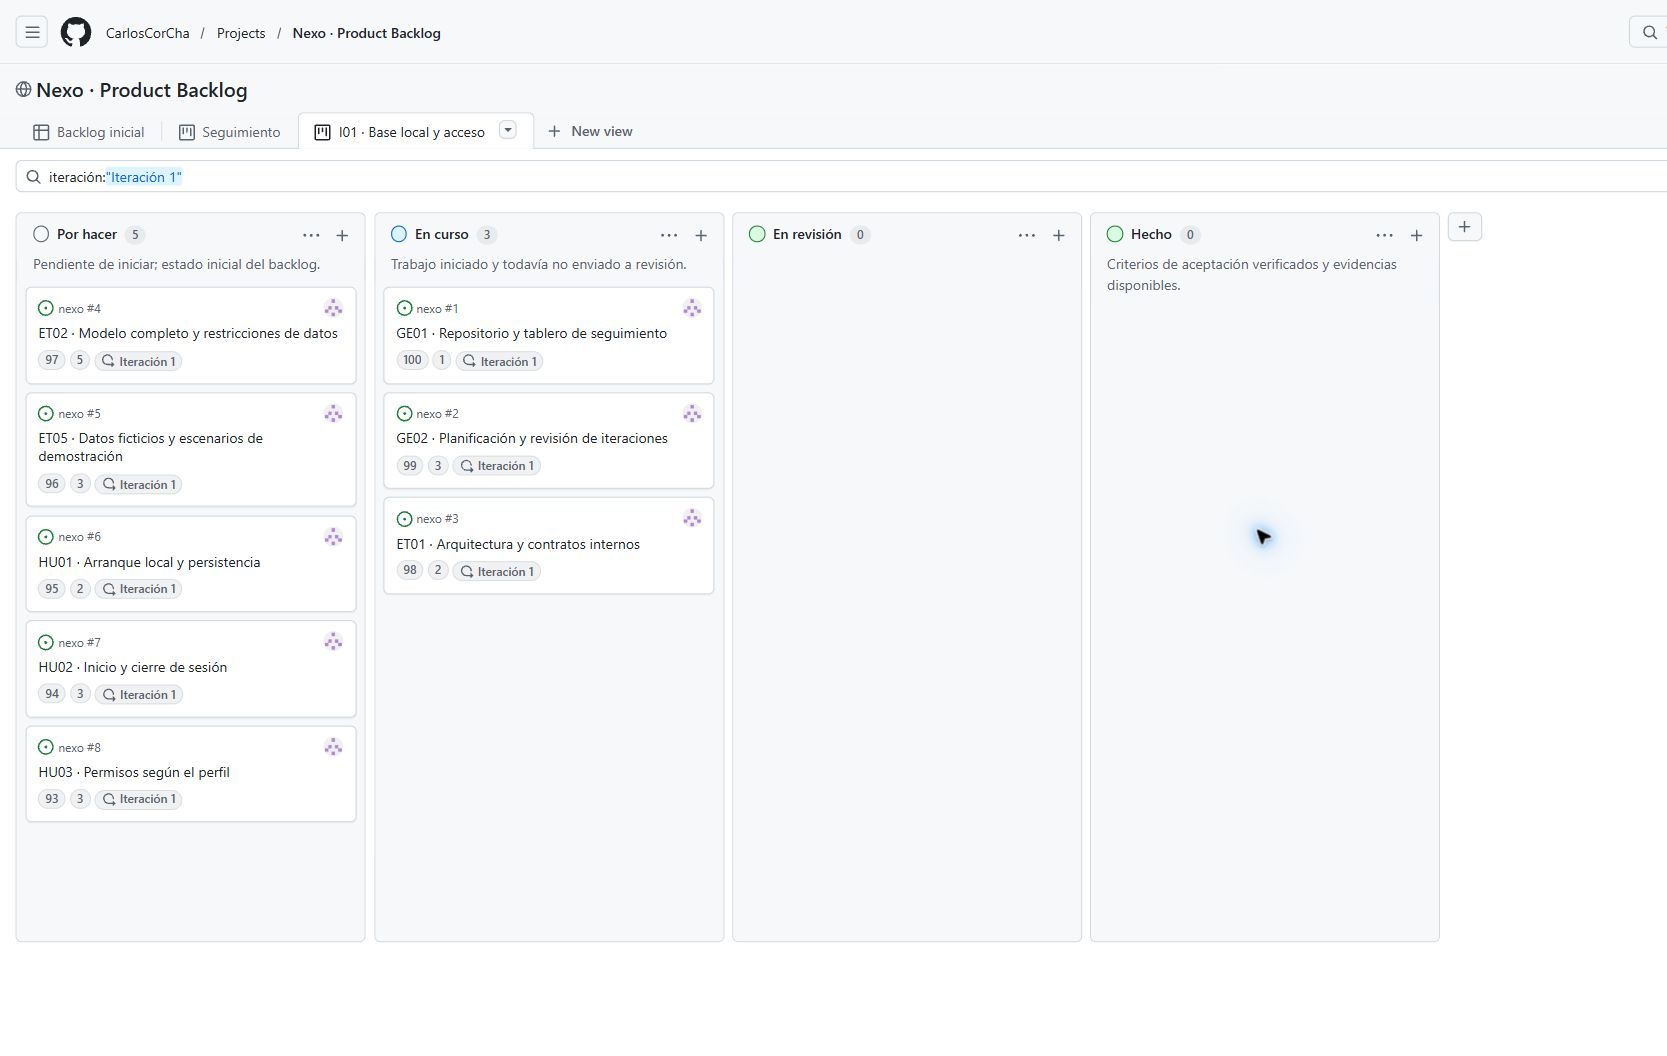 CarlosCorCha / Projects / Nexo · Product Backlog
Nexo · Product Backlog
Backlog inicial
Seguimiento
I01 · Base local y acceso
New view
iteración:"Iteración 1"
Por hacer 5
Pendiente de iniciar; estado inicial del backlog.
nexo #4
ET02 · Modelo completo y restricciones de datos
97 5 Iteración 1
nexo #5
ET05 · Datos ficticios y escenarios de
demostración
96 3 Iteración 1
nexo #6
HU01 · Arranque local y persistencia
95 2 Iteración 1
nexo #7
HU02 · Inicio y cierre de sesión
94 3 Iteración 1
nexo #8
HU03 · Permisos según el perfil
93 3 Iteración 1
En curso 3
Trabajo iniciado y todavía no enviado a revisión.
nexo #1
GE01 · Repositorio y tablero de seguimiento
100 1 Iteración 1
nexo #2
GE02 · Planificación y revisión de iteraciones
99 3 Iteración 1
nexo #3
ET01 · Arquitectura y contratos internos
98 2 Iteración 1
En revisión 0
Hecho 0
Criterios de aceptación verificados y evidencias
disponibles.